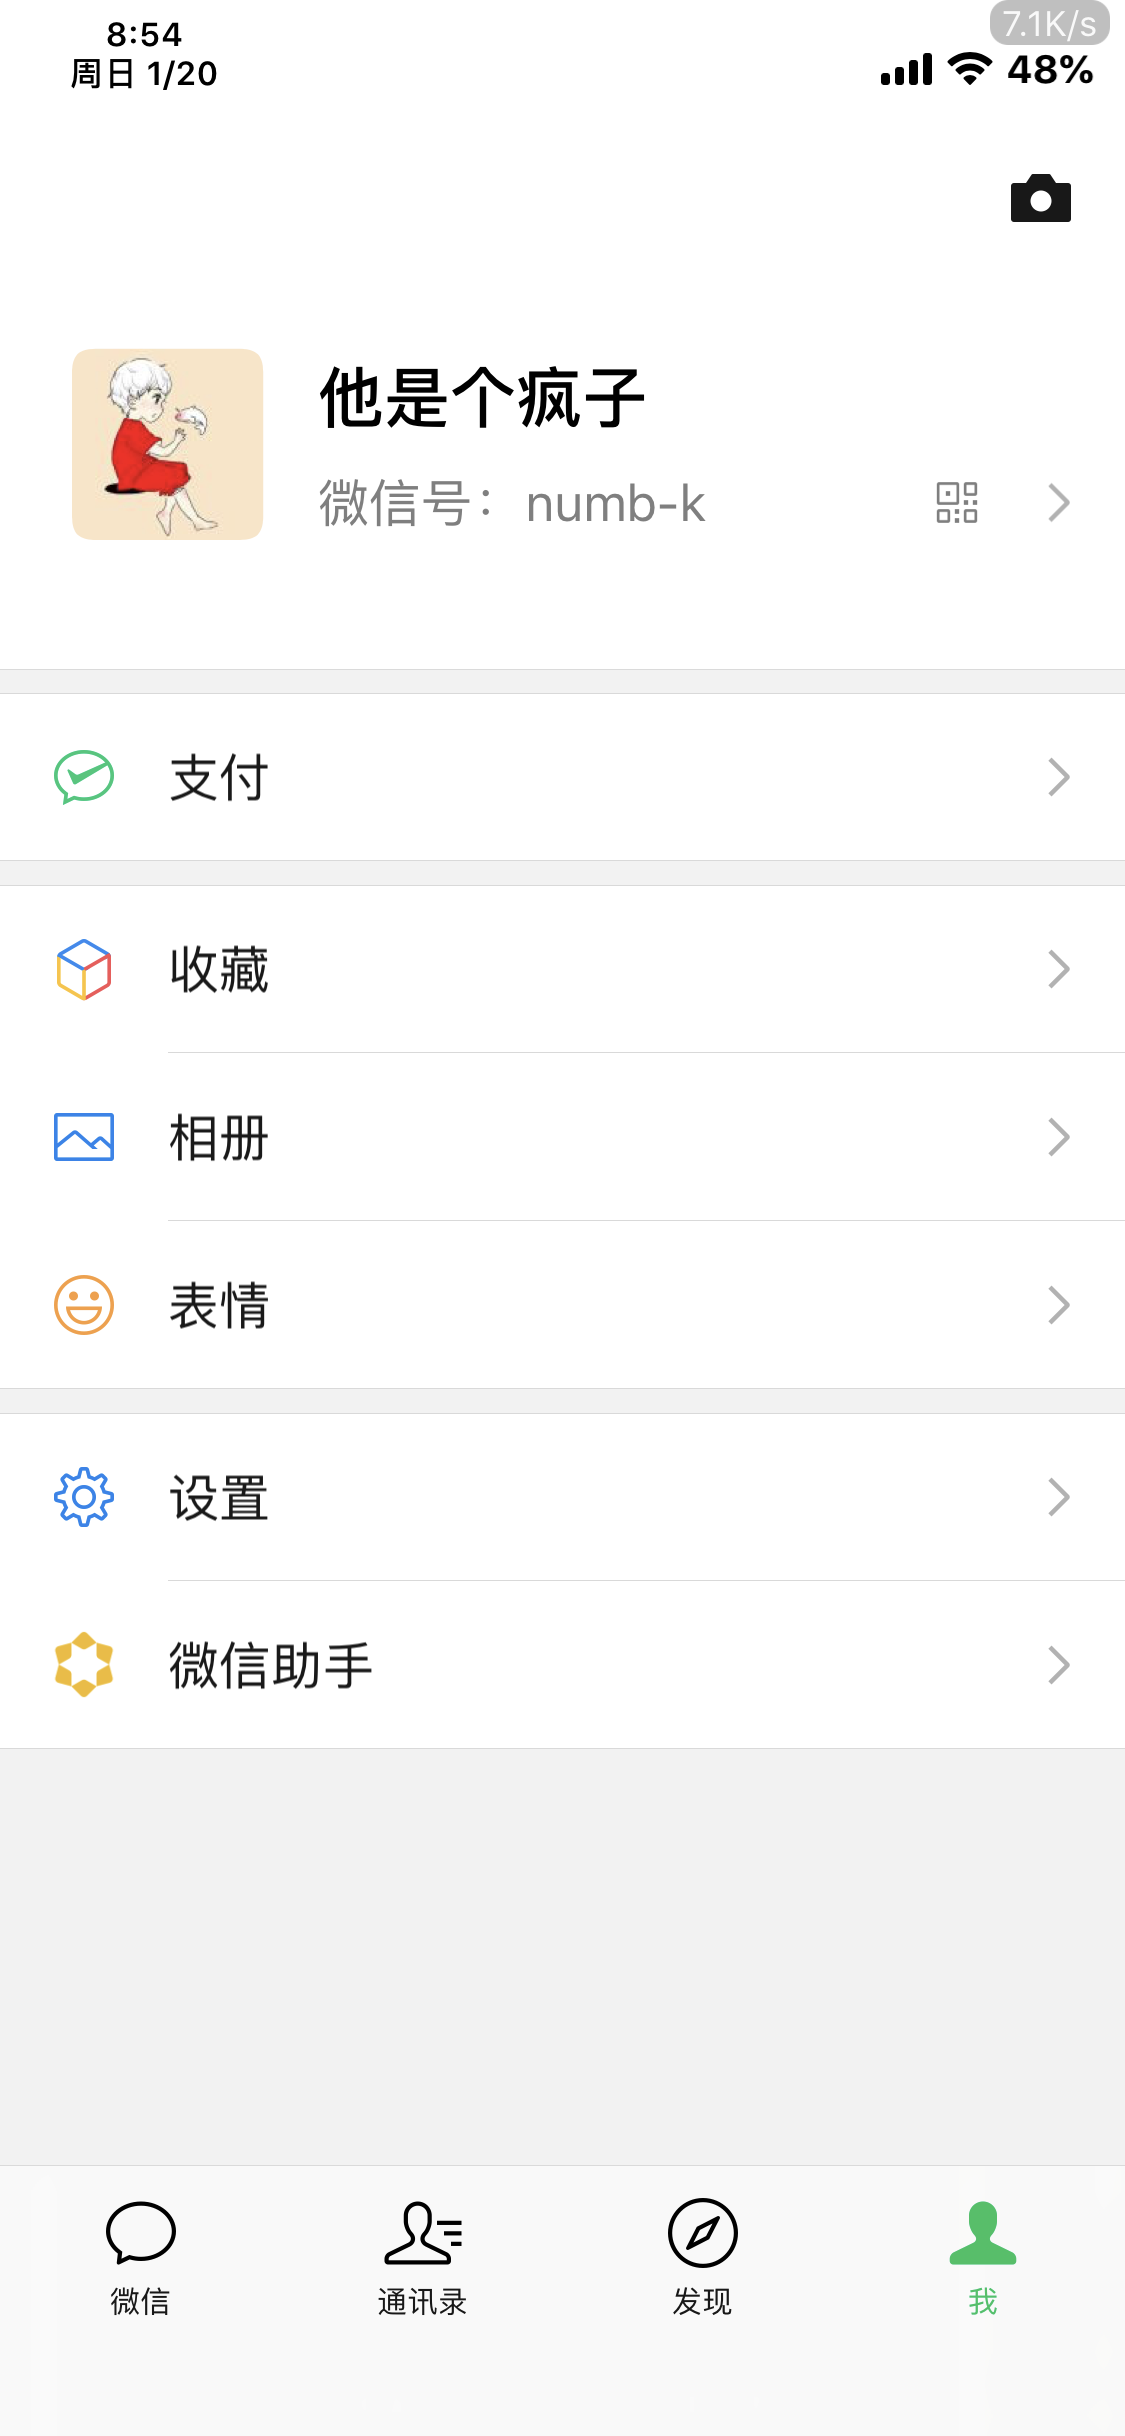 8:54
7.1K/s
周日 1/20
48%
他是个疯子
微信号：numb-k
支付
收藏
相册
表情
设置
微信助手
微信 通讯录 发现 我